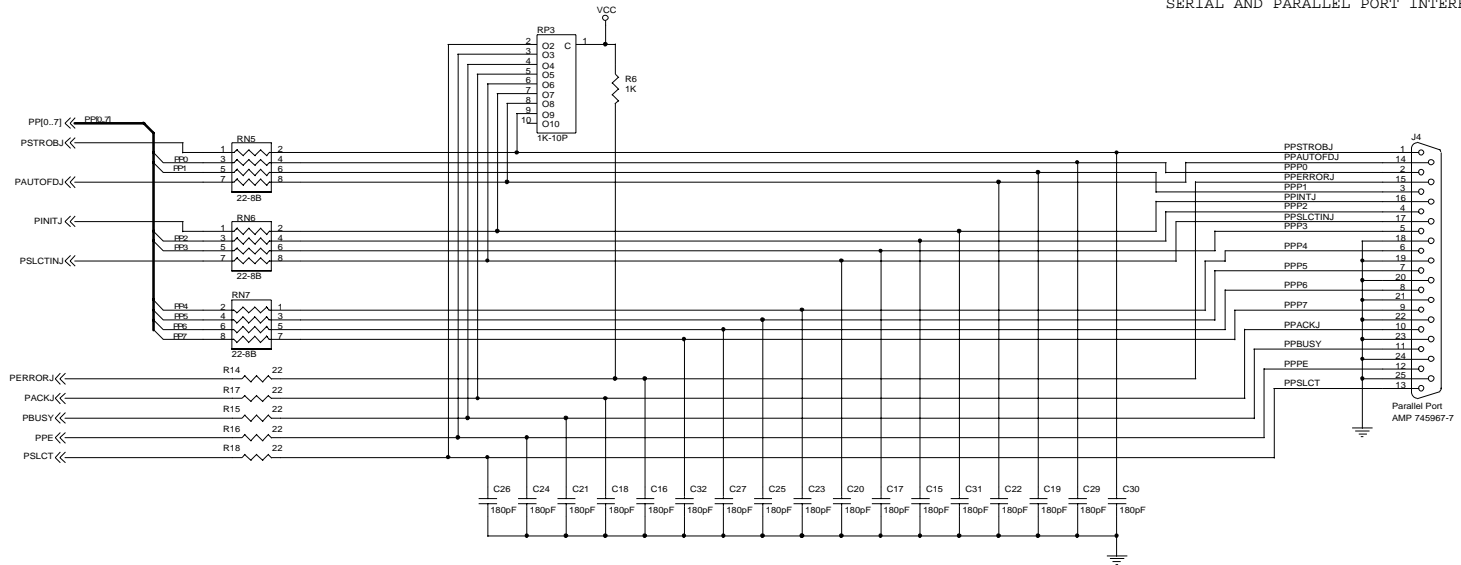 SERIAL AND PARALLEL PORT INTERF
VCC
RP3
2 O2 C 1
3 O3
4 O4
5 O5
6 O6
7 O7
8 O8
9 O9
10 O10
1K-10P
R6
1K
PP[0..7] PP[0..7]
PSTROBJ
PAUTOFDJ
PINITJ
PSLCTINJ
RN5
1 2
PP0 3 4
PP1 5 6
7 8
22-8B
RN6
1 2
PP2 3 4
PP3 5 6
7 8
22-8B
RN7
PP4 2 1
PP5 4 3
PP6 6 5
PP7 8 7
22-8B
PERRORJ R14 22
PACKJ R17 22
PBUSY R15 22
PPE R16 22
PSLCT R18 22
J4
PPSTROBJ 1
PPAUTOFDJ 14
PPP0 2
PPERRORJ 15
PPP1 3
PPINTJ 16
PPP2 4
PPSLCTINJ 17
PPP3 5
18
PPP4 6
19
PPP5 7
20
PPP6 8
21
PPP7 9
22
PPACKJ 10
23
PPBUSY 11
24
PPPE 12
25
PPSLCT 13
Parallel Port
AMP 745967-7
C26 C24 C21 C18 C16 C32 C27 C25 C23 C20 C17 C15 C31 C22 C19 C29 C30
180pF 180pF 180pF 180pF 180pF 180pF 180pF 180pF 180pF 180pF 180pF 180pF 180pF 180pF 180pF 180pF 180pF